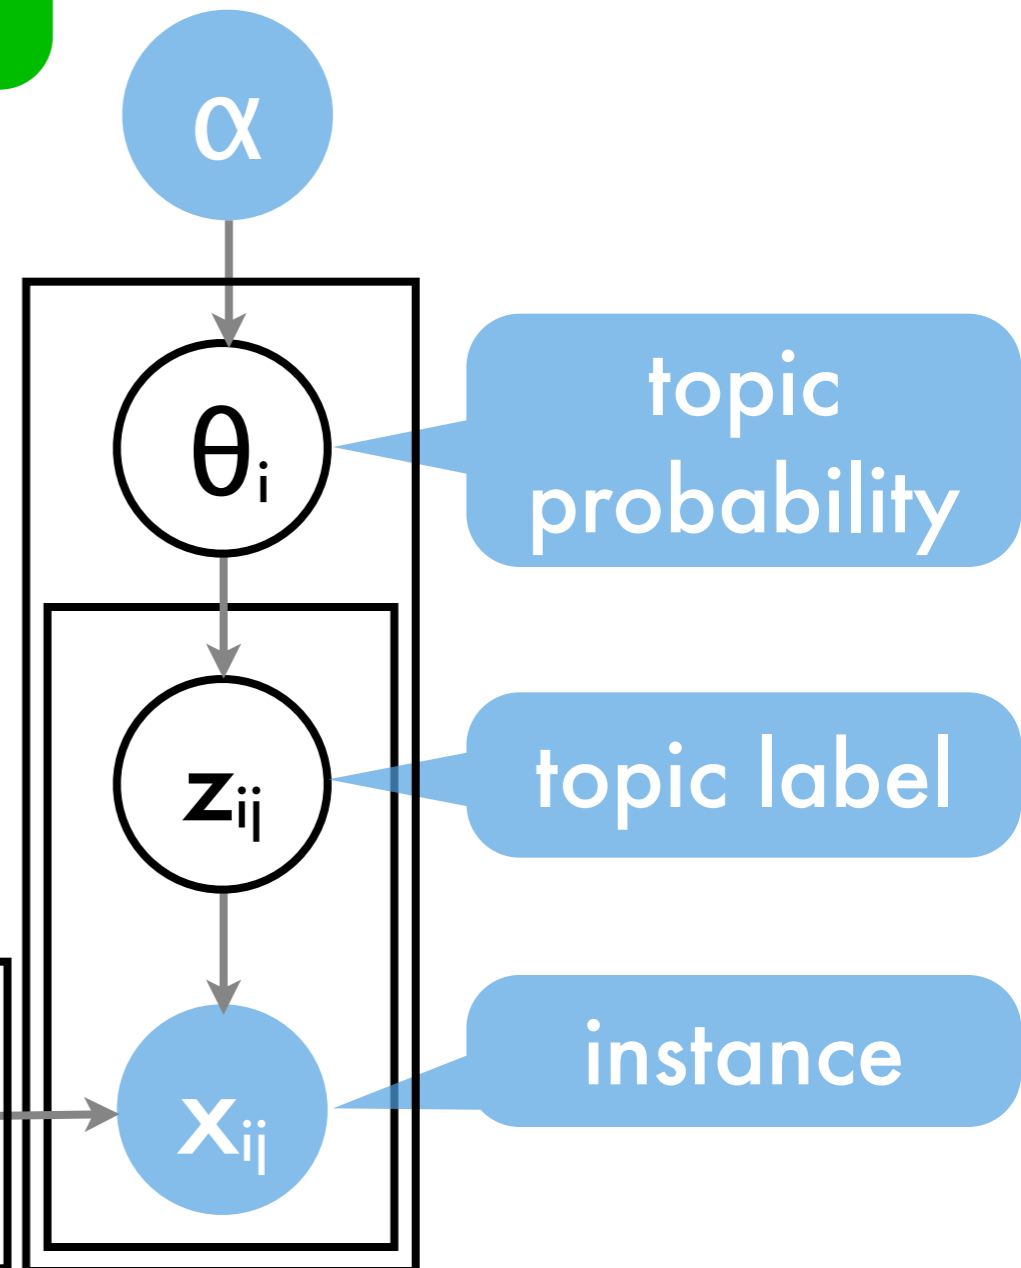 α
θᵢ
topic
probability
zᵢⱼ
topic label
xᵢⱼ
instance